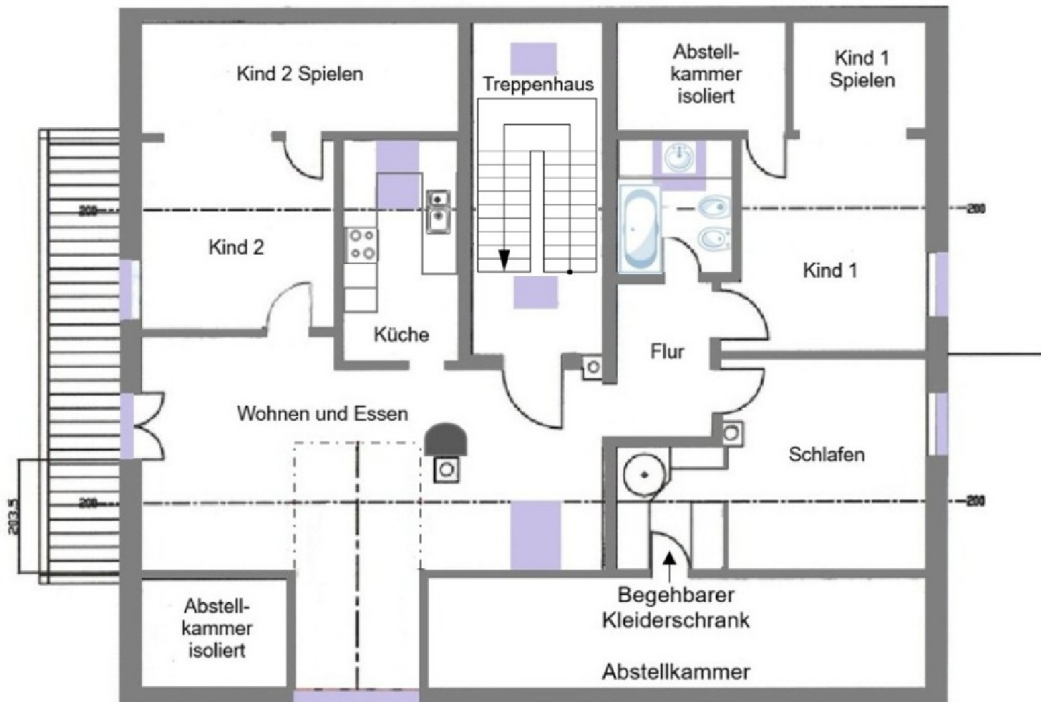 Kind 2 Spielen
Treppenhaus
Abstell-
kammer
isoliert
Kind 1
Spielen
200
200
Kind 2
Kind 1
Küche
Flur
Wohnen und Essen
Schlafen
203.5
200
200
Abstell-
kammer
isoliert
Begehbarer
Kleiderschrank
Abstellkammer